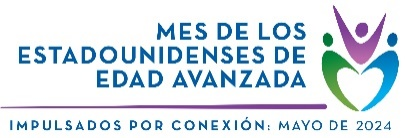 MES DE LOS
ESTADOUNIDENSES DE
EDAD AVANZADA
IMPULSADOS POR CONEXIÓN: MAYO DE 2024